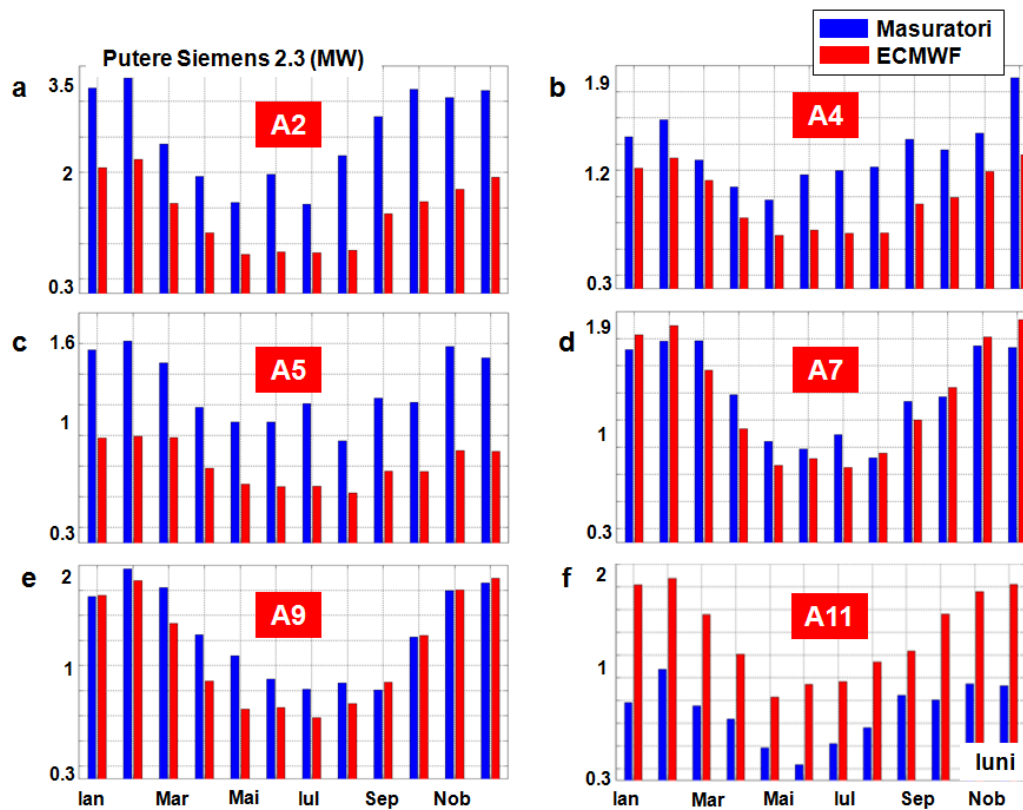 Masuratori
ECMWF
Putere Siemens 2.3 (MW)
a
3.5
2
0.3
A2
b
1.9
1.2
0.3
A4
c
1.6
1
0.3
A5
d
1.9
1
0.3
A7
e
2
1
0.3
A9
Ian Mar Mai Iul Sep Nob
f
2
1
0.3
A11
Iuni
Ian Mar Mai Iul Sep Nob